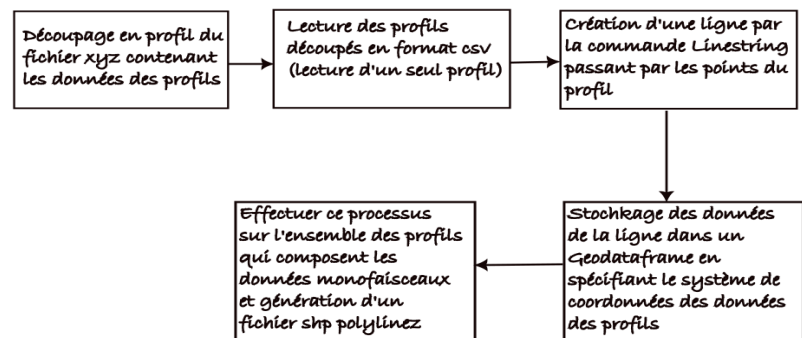 Découpage en profil du
fichier xyz contenant
les données des profils
Lecture des profils
découpés en format csv
(lecture d'un seul profil)
Création d'une ligne par
la commande Linestring
passant par les points du
profil
Stochkage des données
de la ligne dans un
Geodataframe en
spécifiant le système de
coordonnées des données
des profils
Effectuer ce processus
sur l'ensemble des profils
qui composent les
données monofaisceaux
et génération d'un
fichier shp polylinez